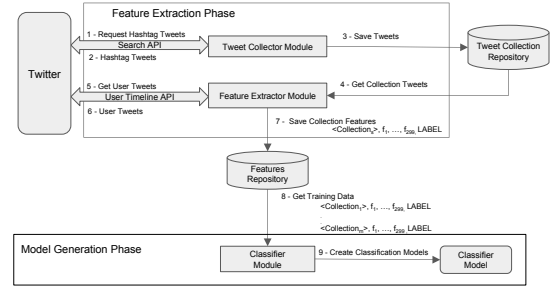 Feature Extraction Phase
1 - Request Hashtag Tweets
Search API
2 - Hashtag Tweets
Tweet Collector Module
3 - Save Tweets
Tweet Collection
Repository
Twitter
4 - Get Collection Tweets
5 - Get User Tweets
User Timeline API
6 - User Tweets
Feature Extractor Module
7 - Save Collection Features
<Collectionₓ>, f₁, …, f₂₉₉, LABEL
Features
Repository
8 - Get Training Data
<Collection₁>, f₁, …, f₂₉₉, LABEL
.
.
<Collectionₘ>, f₁, …, f₂₉₉, LABEL
Model Generation Phase
Classifier
Module
9 - Create Classification Models
Classifier
Model